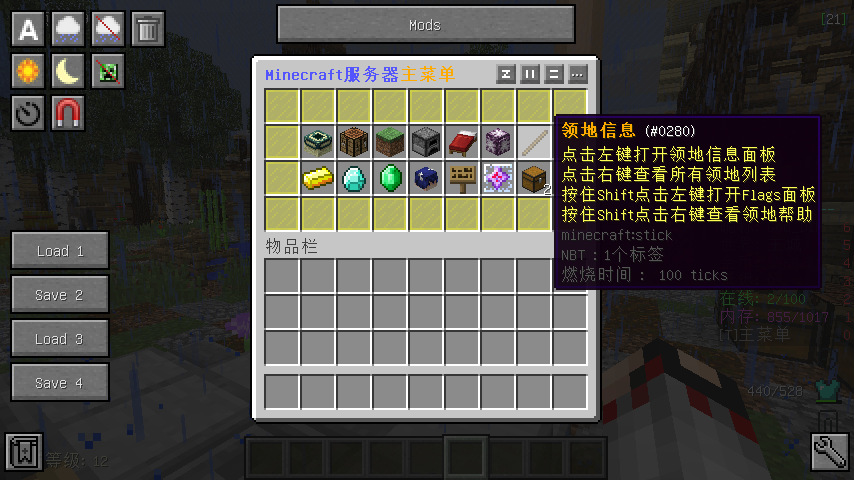 Mods
[21]
A
Minecraft服务器主菜单
领地信息 (#0280)
点击左键打开领地信息面板
点击右键查看所有领地列表
按住Shift点击左键打开Flags面板
按住Shift点击右键查看领地帮助
minecraft:stick
NBT：1个标签
燃烧时间： 100 ticks
2
物品栏
Load 1
Save 2
Load 3
Save 4
在线: 2/100
内存: 855/1017
[T]主菜单
440/528
等级: 12